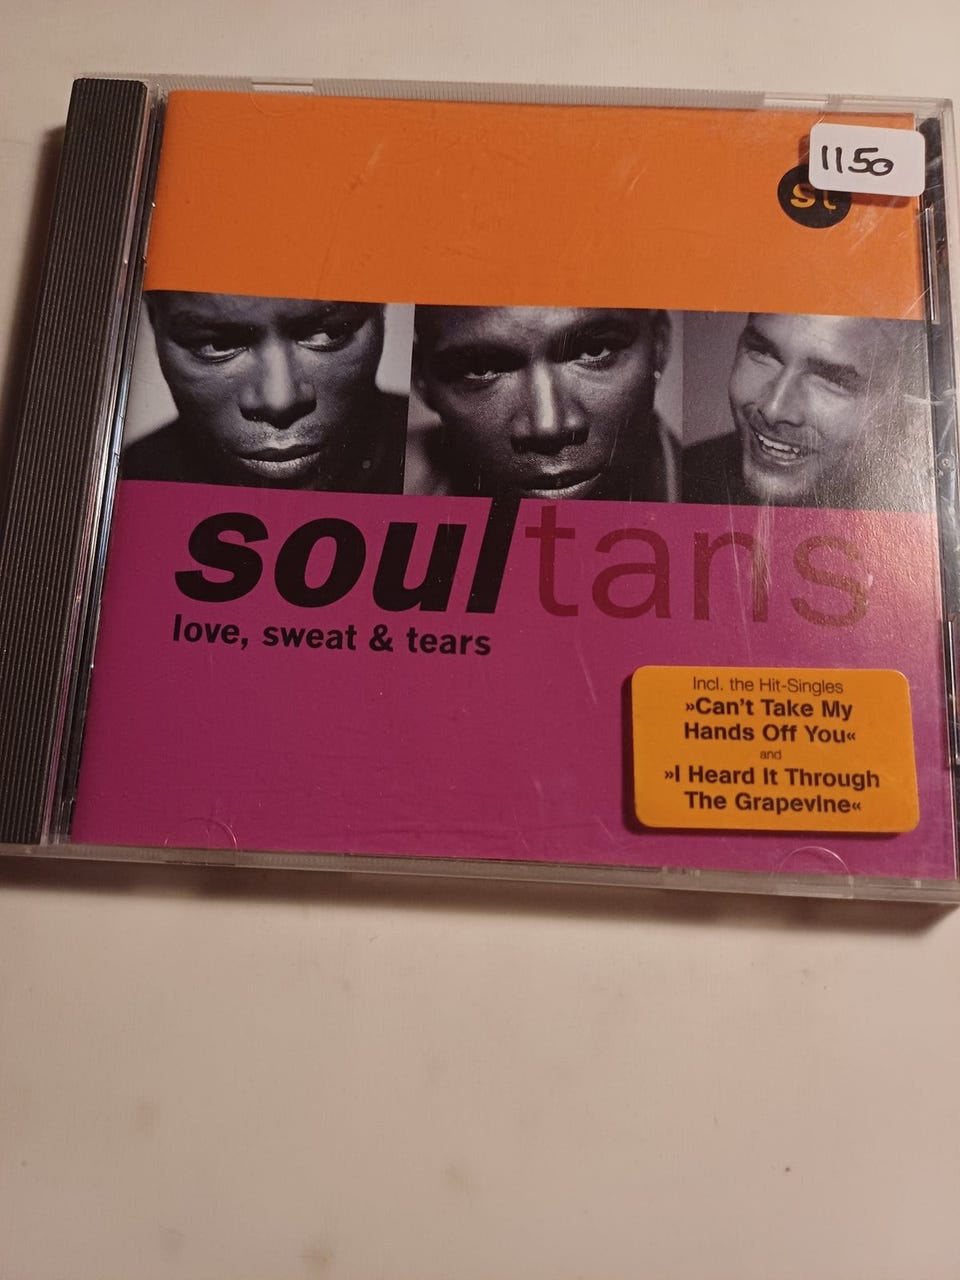 1150
st
soultans
love, sweat & tears
Incl. the Hit-Singles
»Can't Take My
Hands Off You«
and
»I Heard It Through
The Grapevine«